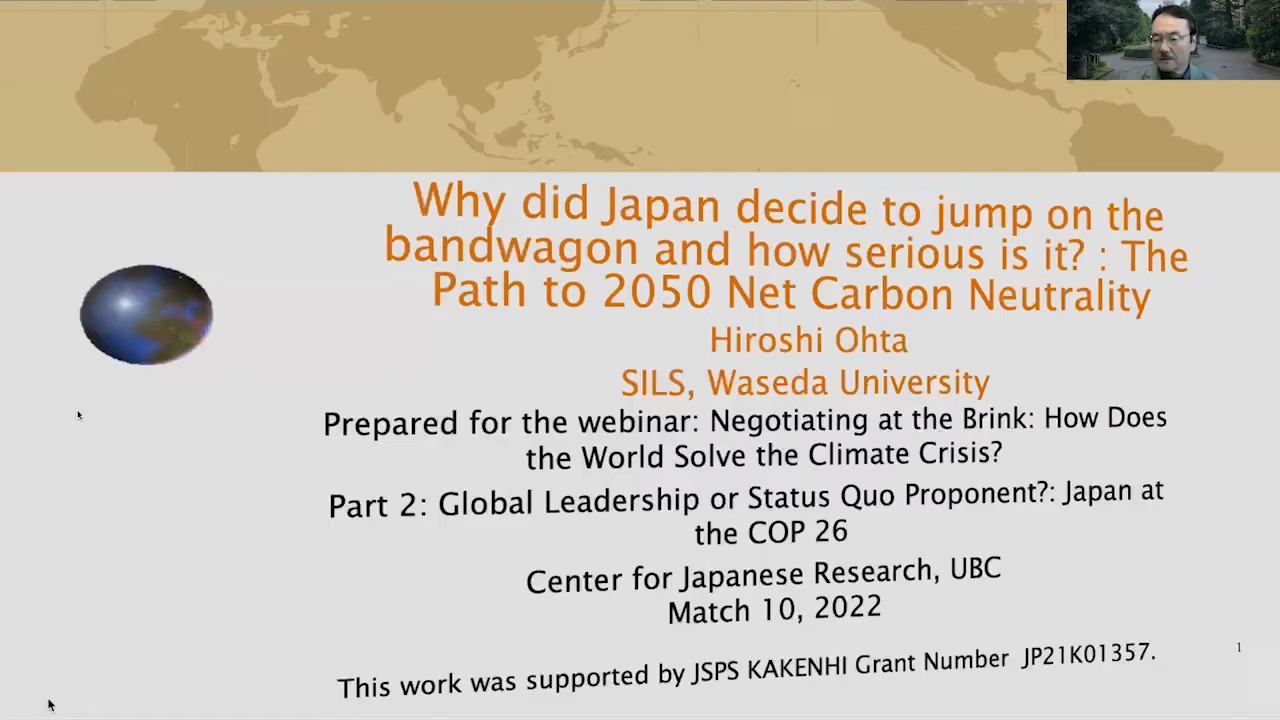 Why did Japan decide to jump on the
bandwagon and how serious is it? : The
Path to 2050 Net Carbon Neutrality
Hiroshi Ohta
SILS, Waseda University
Prepared for the webinar: Negotiating at the Brink: How Does
the World Solve the Climate Crisis?
Part 2: Global Leadership or Status Quo Proponent?: Japan at
the COP 26
Center for Japanese Research, UBC
Match 10, 2022
This work was supported by JSPS KAKENHI Grant Number JP21K01357.
1